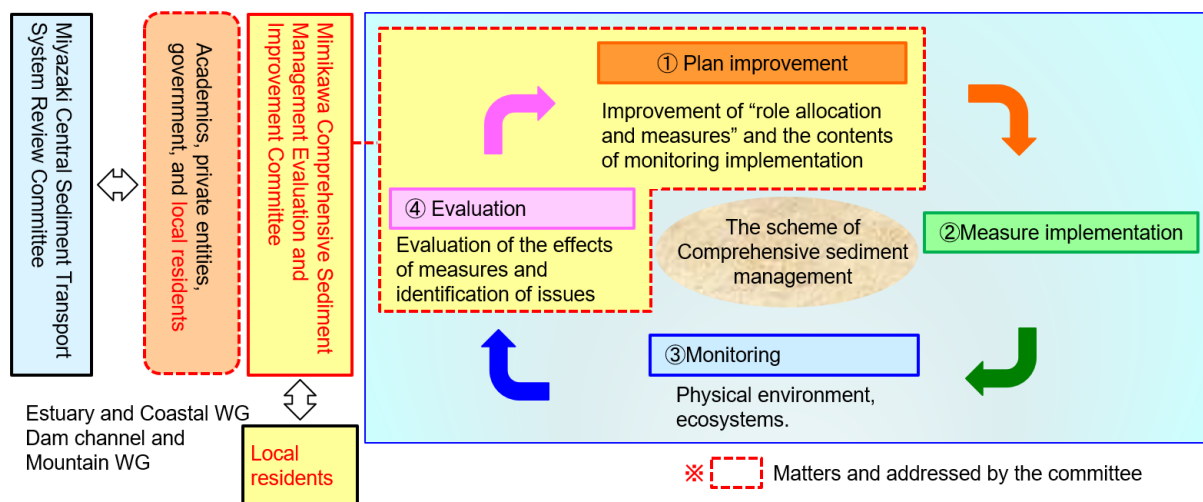 Miyazaki Central Sediment Transport
System Review Committee
Academics, private entities,
government, and local residents
Mimikawa Comprehensive Sediment
Management Evaluation and
Improvement Committee
① Plan improvement
Improvement of “role allocation
and measures” and the contents
of monitoring implementation
④ Evaluation
Evaluation of the effects
of measures and
identification of issues
The scheme of
Comprehensive sediment
management
②Measure implementation
③Monitoring
Physical environment,
ecosystems.
Estuary and Coastal WG
Dam channel and
Mountain WG
Local
residents
※ Matters and addressed by the committee